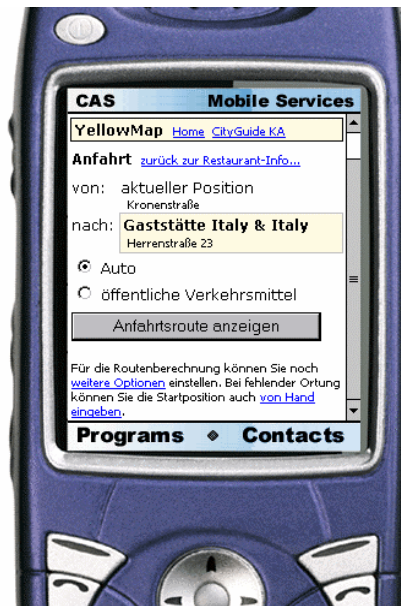 CAS Mobile Services
YellowMap Home CityGuide KA
Anfahrt zurück zur Restaurant-Info...
von: aktueller Position
Kronenstraße
nach: Gaststätte Italy & Italy
Herrenstraße 23
Auto
öffentliche Verkehrsmittel
Anfahrtsroute anzeigen
Für die Routenberechnung können Sie noch
weitere Optionen einstellen. Bei fehlender Ortung
können Sie die Startposition auch von Hand
eingeben.
Programs Contacts